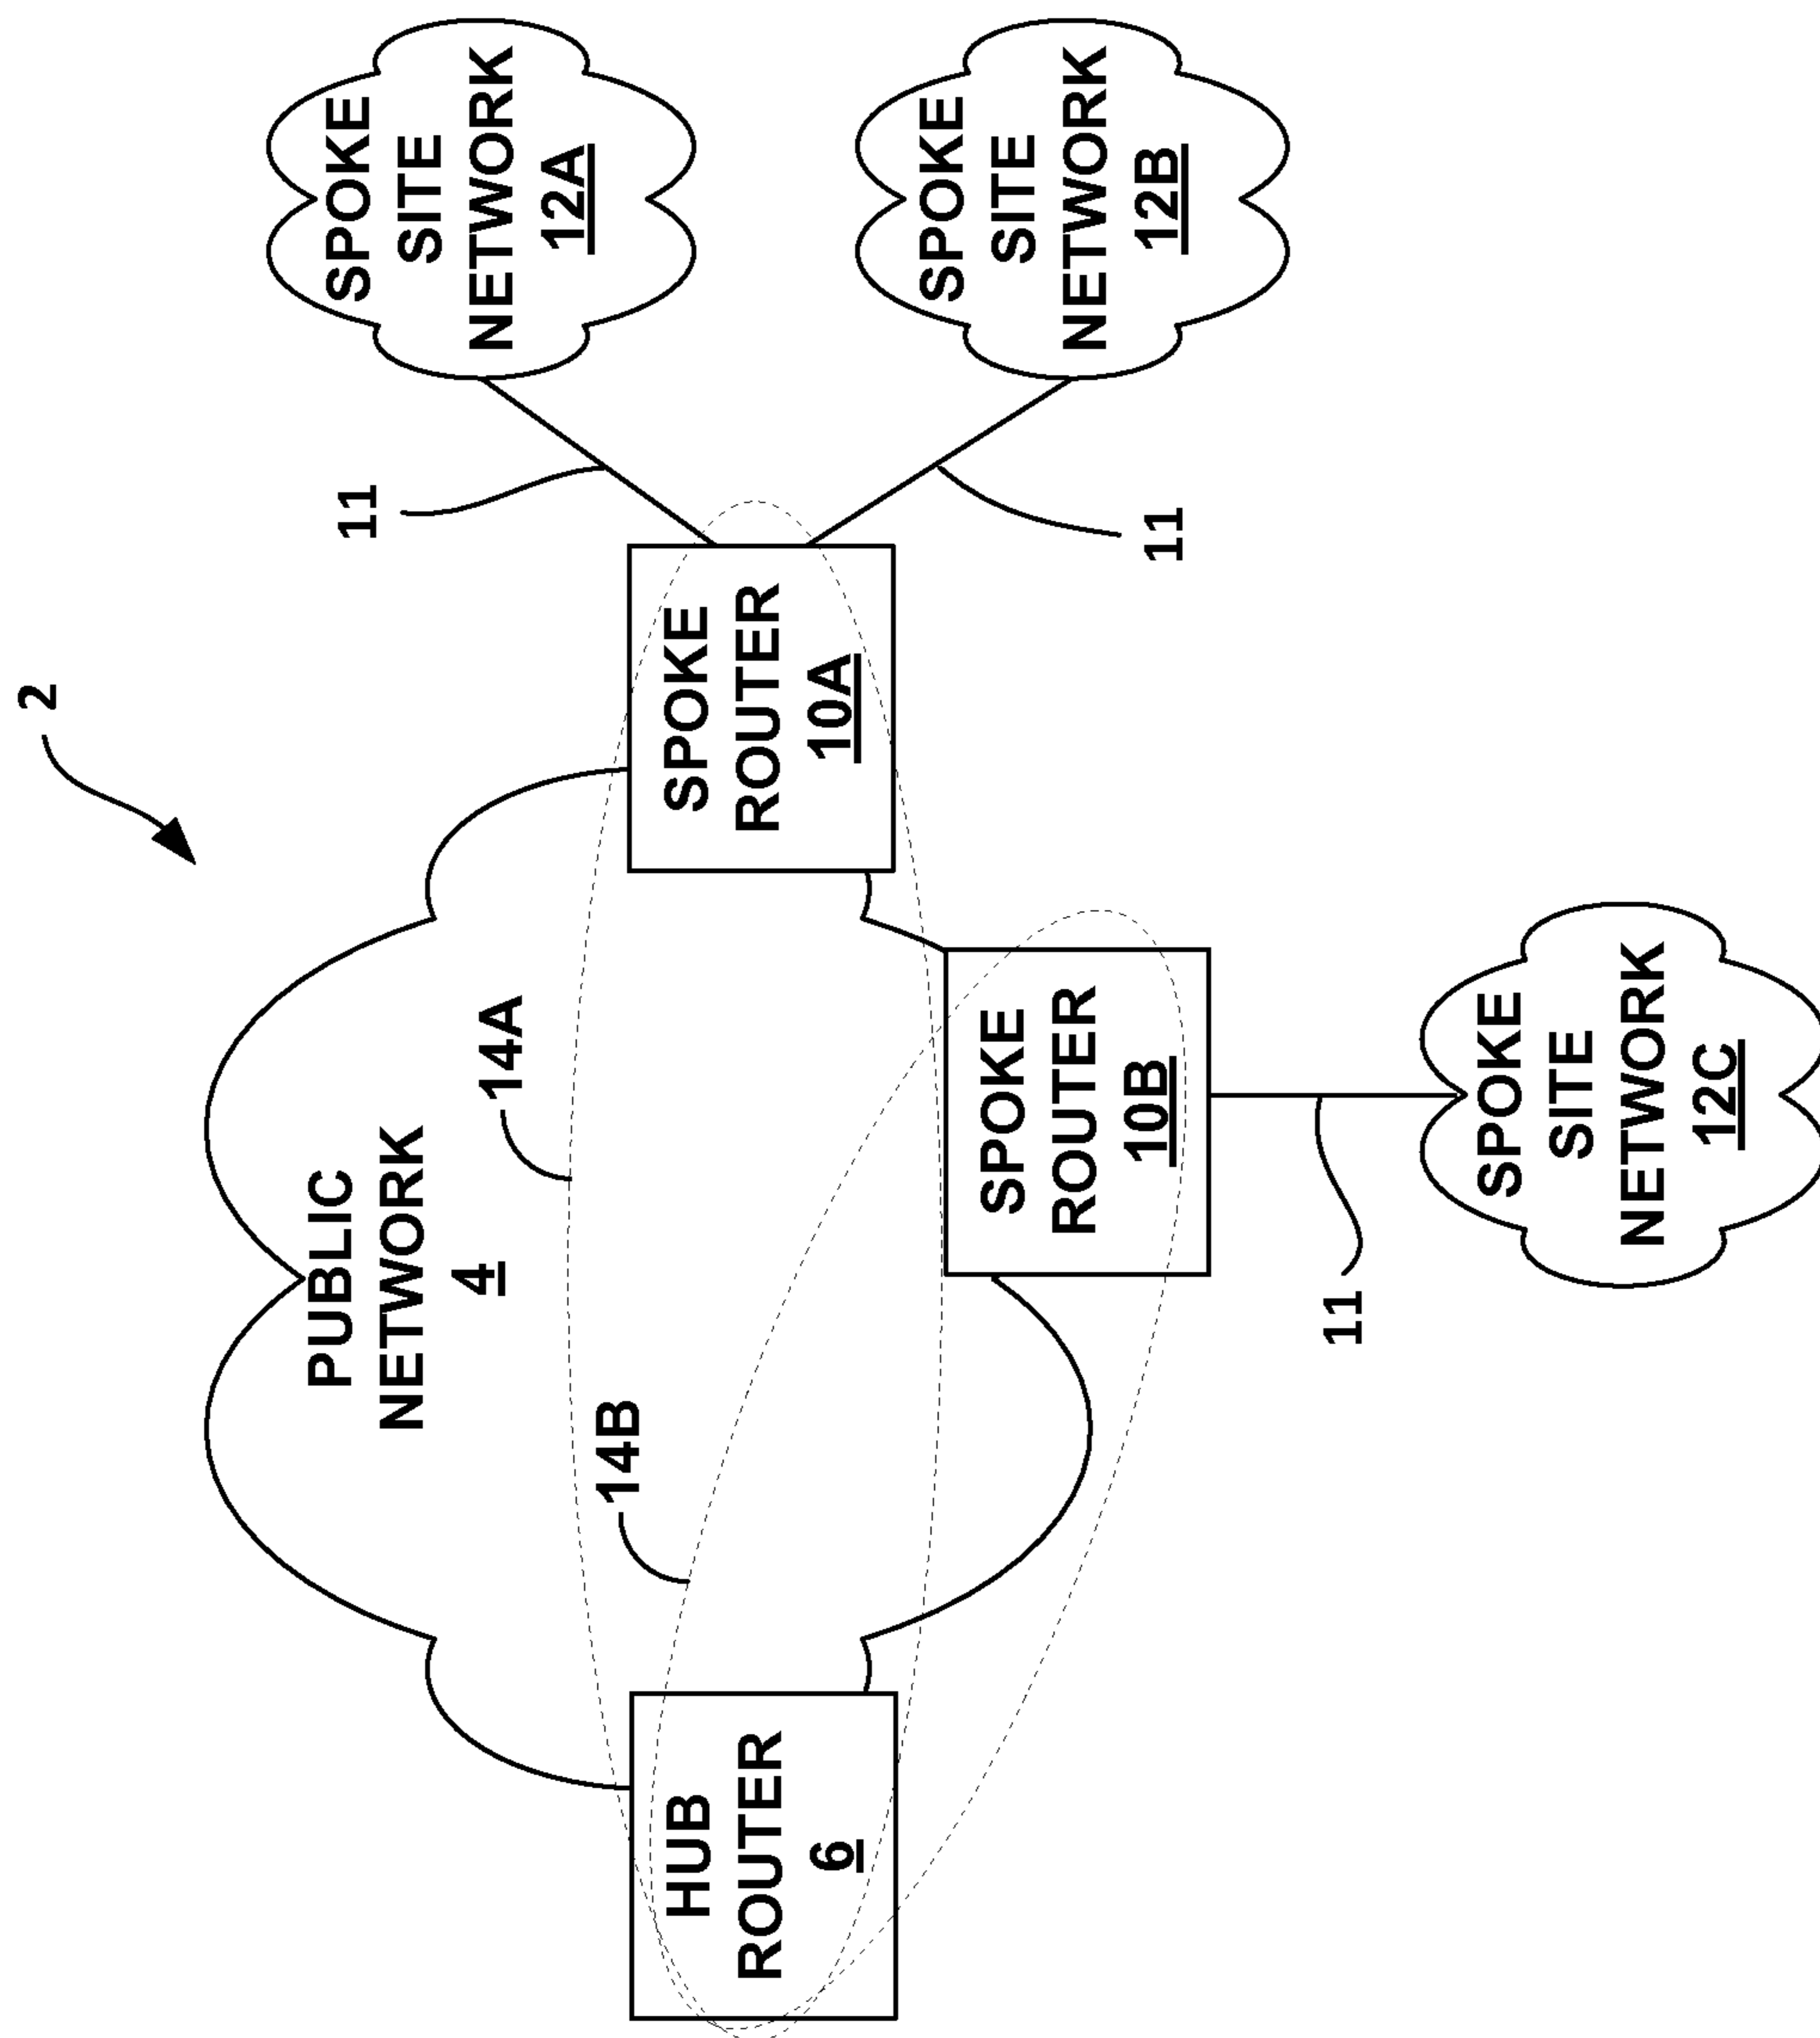 2
PUBLIC
NETWORK
4
14A
14B
HUB
ROUTER
6
SPOKE
ROUTER
10A
SPOKE
ROUTER
10B
11
11
11
SPOKE
SITE
NETWORK
12A
SPOKE
SITE
NETWORK
12B
SPOKE
SITE
NETWORK
12C